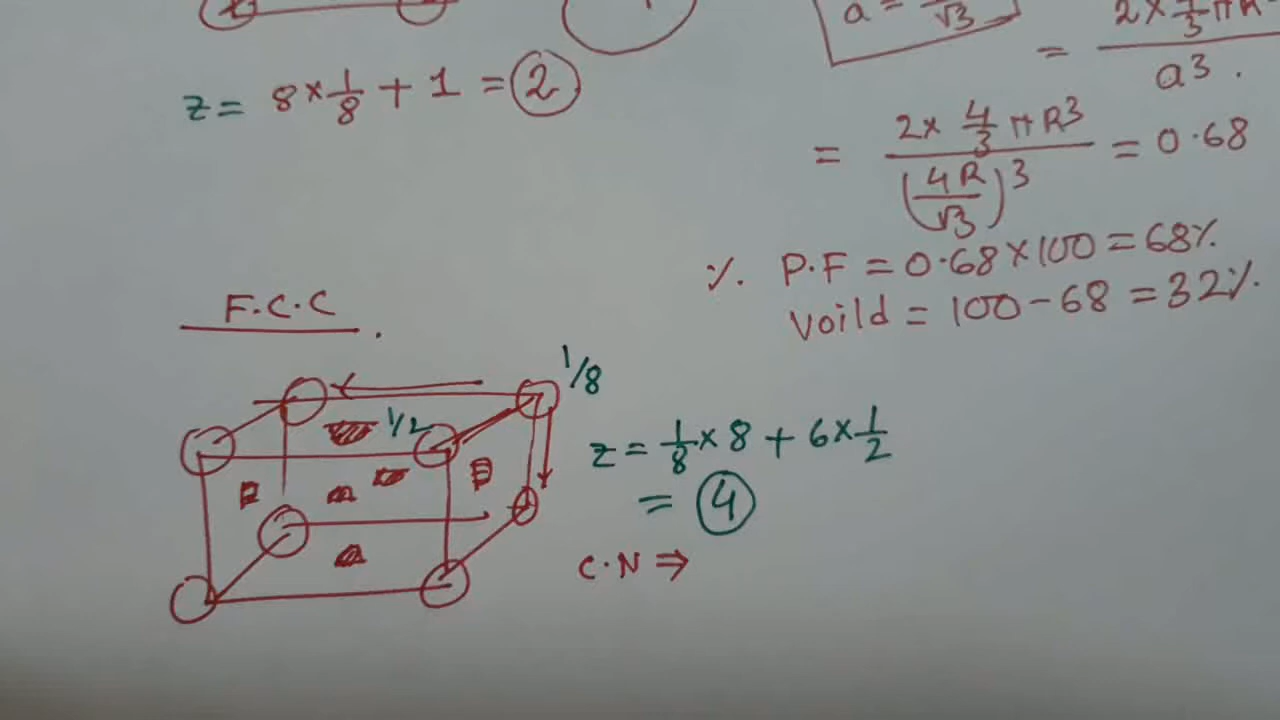 a = /√3
= 2 × 4/3 πR / a³.
z = 8 × 1/8 + 1 = 2
= 2 × 4/3 πR³ / (4R/√3)³ = 0.68
٪. P.F = 0.68 × 100 = 68٪.
Voild = 100 - 68 = 32٪.
F.C.C.
1/8
1/2
z = 1/8 × 8 + 6 × 1/2
= 4
C.N ⇒